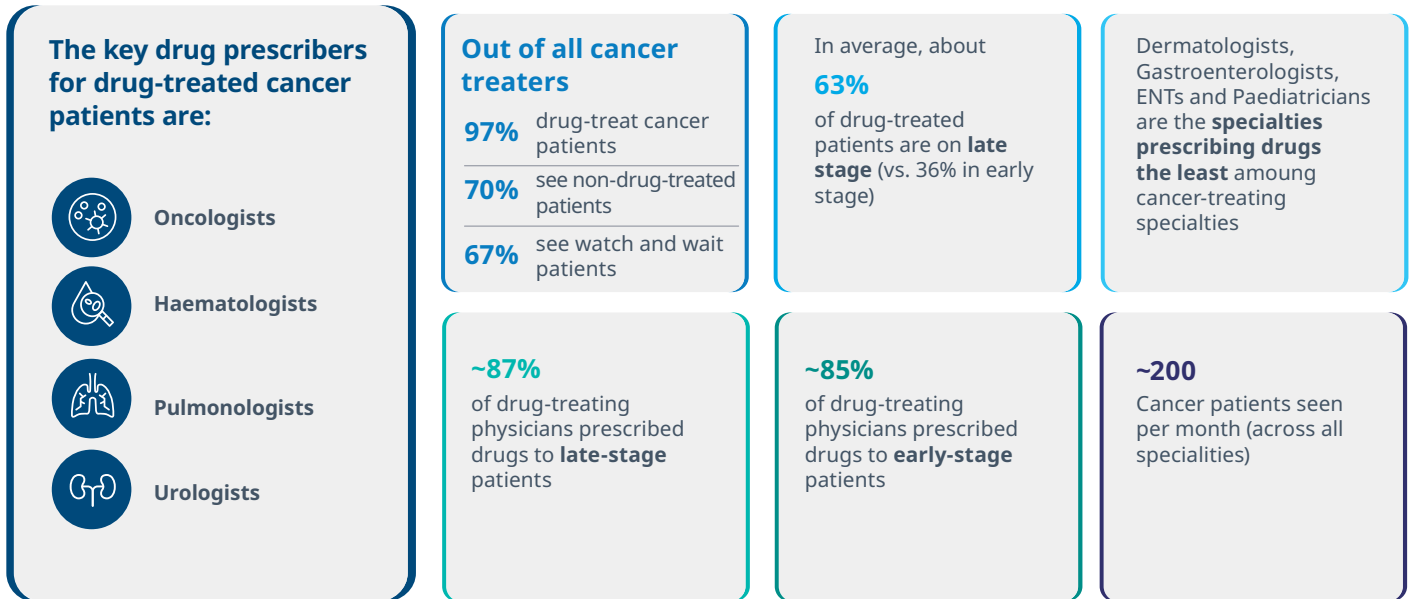 The key drug prescribers
for drug-treated cancer
patients are:
Oncologists
Haematologists
Pulmonologists
Urologists
Out of all cancer
treaters
97%
drug-treat cancer
patients
70%
see non-drug-treated
patients
67%
see watch and wait
patients
In average, about
63%
of drug-treated
patients are on late
stage (vs. 36% in early
stage)
Dermatologists,
Gastroenterologists,
ENTs and Paediatricians
are the specialties
prescribing drugs
the least amoung
cancer-treating
specialties
~87%
of drug-treating
physicians prescribed
drugs to late-stage
patients
~85%
of drug-treating
physicians prescribed
drugs to early-stage
patients
~200
Cancer patients seen
per month (across all
specialities)